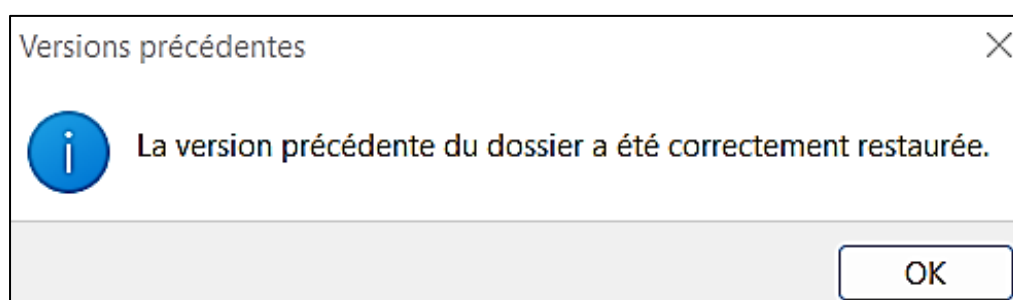 Versions précédentes
La version précédente du dossier a été correctement restaurée.
OK